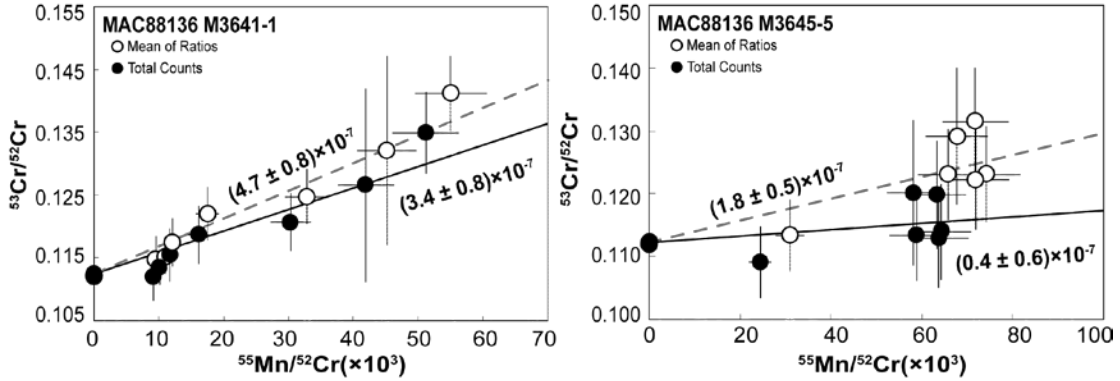 MAC88136 M3641-1
Mean of Ratios
Total Counts
0.155
0.145
0.135
0.125
0.115
0.105
⁵³Cr/⁵²Cr
(4.7 ± 0.8)×10⁻⁷
(3.4 ± 0.8)×10⁻⁷
0 10 20 30 40 50 60 70
⁵⁵Mn/⁵²Cr(×10³)
MAC88136 M3645-5
Mean of Ratios
Total Counts
0.150
0.140
0.130
0.120
0.110
0.100
⁵³Cr/⁵²Cr
(1.8 ± 0.5)×10⁻⁷
(0.4 ± 0.6)×10⁻⁷
0 20 40 60 80 100
⁵⁵Mn/⁵²Cr(×10³)